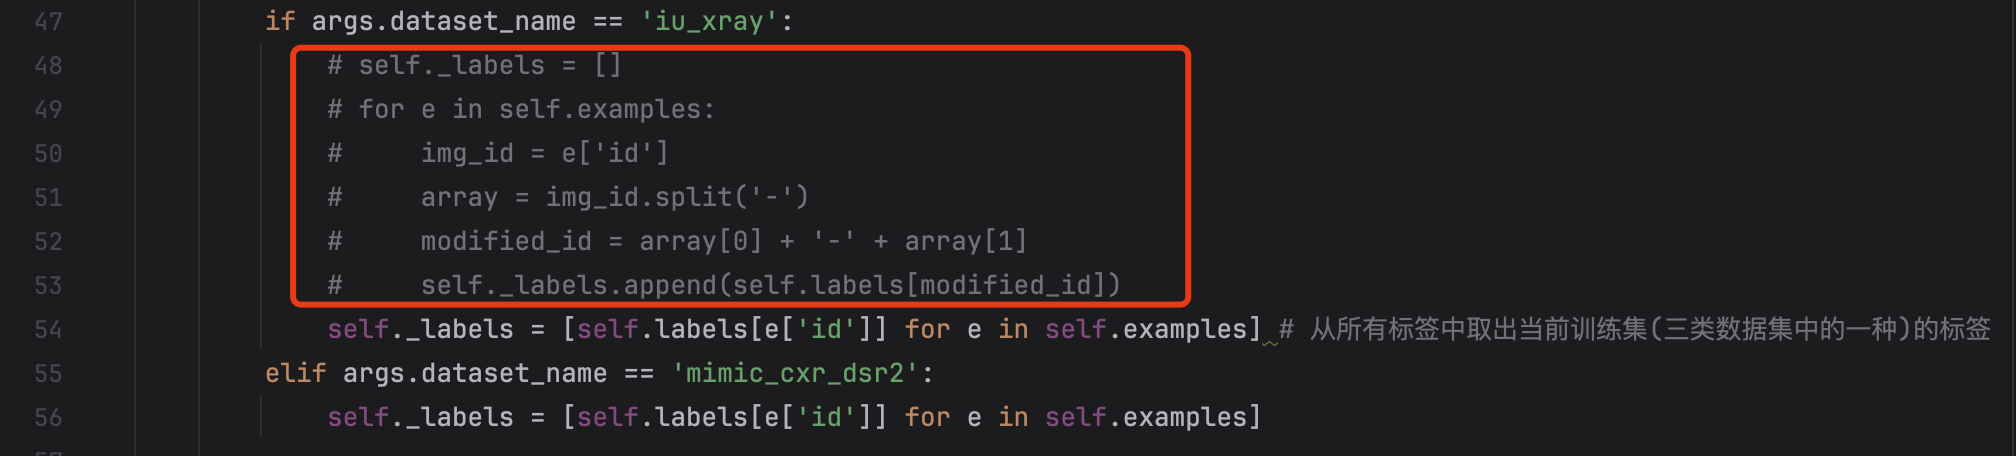 47 if args.dataset_name == 'iu_xray':
48 # self._labels = []
49 # for e in self.examples:
50 #     img_id = e['id']
51 #     array = img_id.split('-')
52 #     modified_id = array[0] + '-' + array[1]
53 #     self._labels.append(self.labels[modified_id])
54 self._labels = [self.labels[e['id']] for e in self.examples] # 从所有标签中取出当前训练集(三类数据集中的一种)的标签
55 elif args.dataset_name == 'mimic_cxr_dsr2':
56 self._labels = [self.labels[e['id']] for e in self.examples]